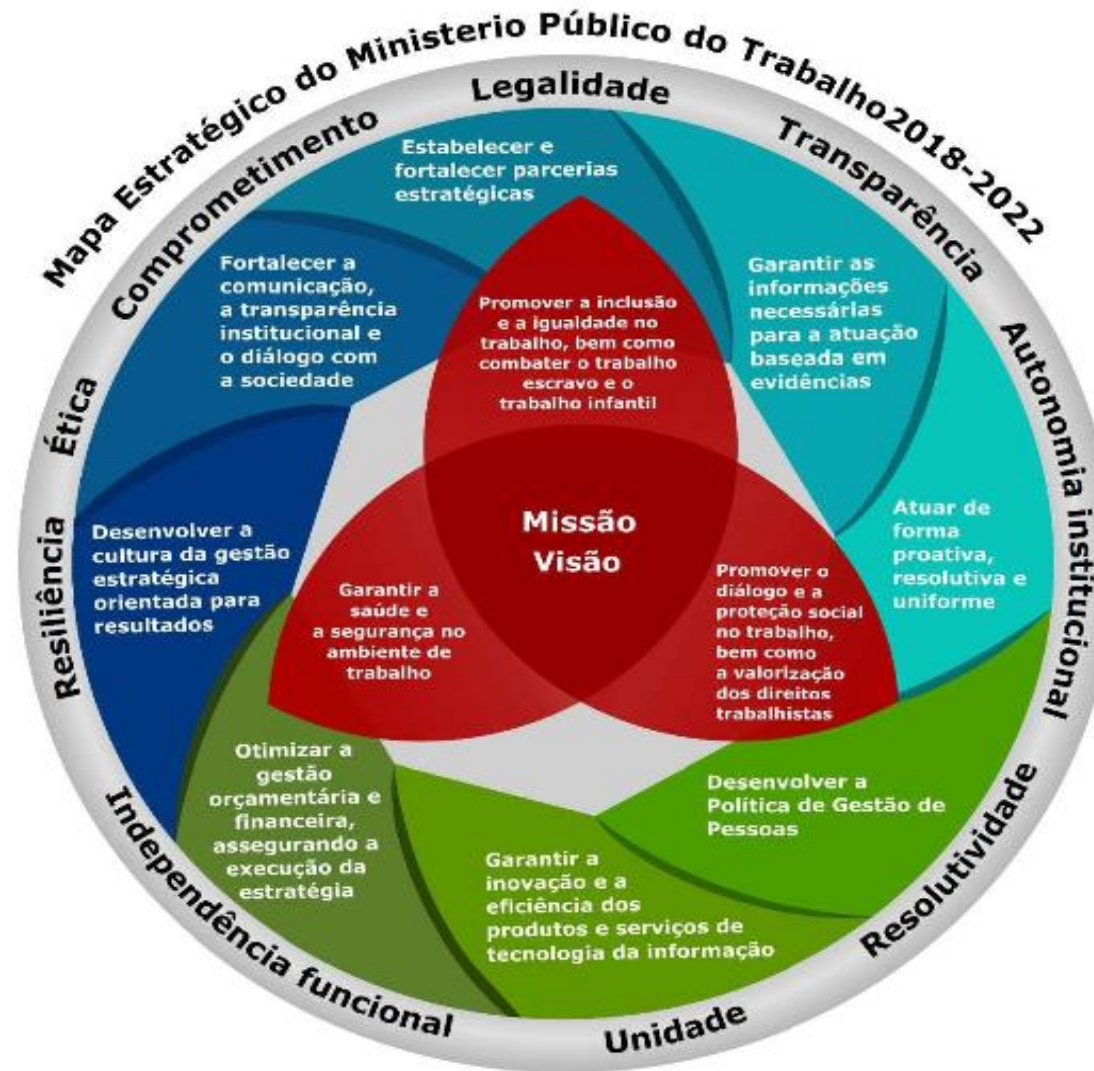 Mapa Estratégico do Ministerio Público do Trabalho2018-2022
Legalidade
Transparência
Autonomia institucional
Resolutividade
Unidade
Independência funcional
Resiliência
Ética
Comprometimento
Estabelecer e
fortalecer parcerias
estratégicas
Garantir as
informações
necessárias
para a atuação
baseada em
evidências
Atuar de
forma
proativa,
resolutiva e
uniforme
Desenvolver a
Política de Gestão de
Pessoas
Garantir a
inovação e a
eficiência dos
produtos e serviços de
tecnologia da informação
Otimizar a
gestão
orçamentária e
financeira,
assegurando a
execução da
estratégia
Desenvolver a
cultura da gestão
estratégica
orientada para
resultados
Fortalecer a
comunicação,
a transparência
institucional e
o diálogo com
a sociedade
Promover a inclusão
e a igualdade no
trabalho, bem como
combater o trabalho
escravo e o
trabalho infantil
Missão
Visão
Garantir a
saúde e
a segurança no
ambiente de
trabalho
Promover o
diálogo e a
proteção social
no trabalho,
bem como
a valorização
dos direitos
trabalhistas